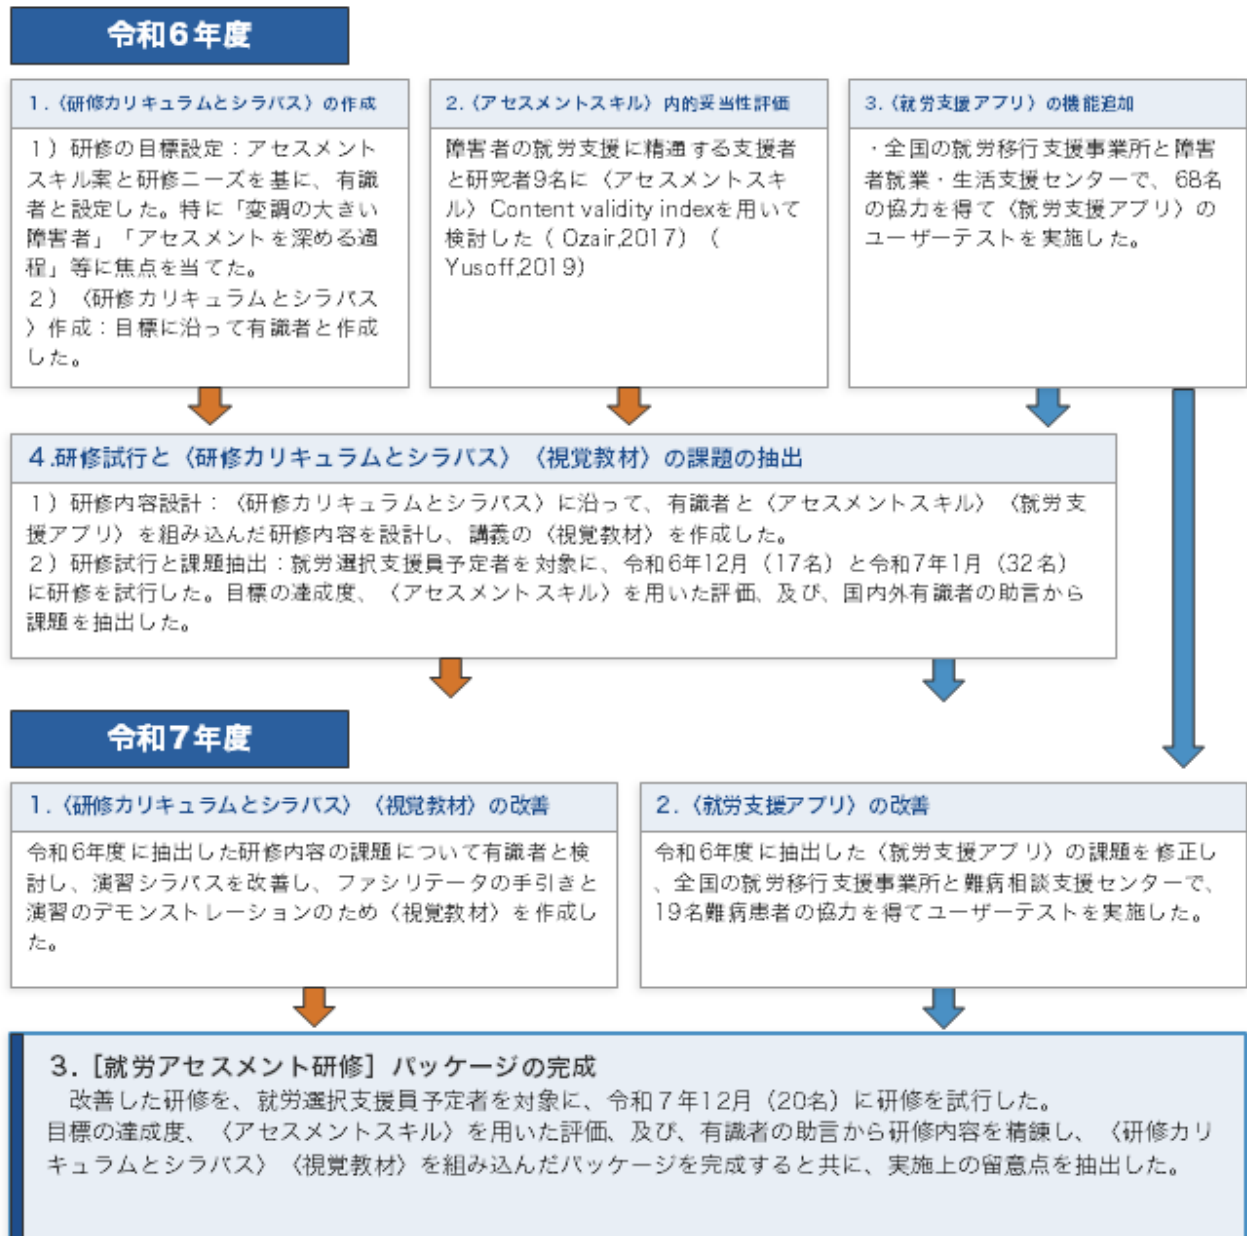 令和6年度
1.〈研修カリキュラムとシラバス〉の作成
1）研修の目標設定：アセスメント
スキル案と研修ニーズを基に、有識
者と設定した。特に「変調の大きい
障害者」「アセスメントを深める過
程」等に焦点を当てた。
2）〈研修カリキュラムとシラバス
〉作成：目標に沿って有識者と作成
した。
2.〈アセスメントスキル〉内的妥当性評価
障害者の就労支援に精通する支援者
と研究者9名に〈アセスメントスキ
ル〉Content validity indexを用いて
検討した（ Ozair,2017）（
Yusoff,2019）
3.〈就労支援アプリ〉の機能追加
・全国の就労移行支援事業所と障害
者就業・生活支援センターで、68名
の協力を得て〈就労支援アプリ〉の
ユーザーテストを実施した。
4.研修試行と〈研修カリキュラムとシラバス〉〈視覚教材〉の課題の抽出
1）研修内容設計：〈研修カリキュラムとシラバス〉に沿って、有識者と〈アセスメントスキル〉〈就労支
援アプリ〉を組み込んだ研修内容を設計し、講義の〈視覚教材〉を作成した。
2）研修試行と課題抽出：就労選択支援員予定者を対象に、令和6年12月（17名）と令和7年1月（32名）
に研修を試行した。目標の達成度、〈アセスメントスキル〉を用いた評価、及び、国内外有識者の助言から
課題を抽出した。
令和7年度
1.〈研修カリキュラムとシラバス〉〈視覚教材〉の改善
令和6年度に抽出した研修内容の課題について有識者と検
討し、演習シラバスを改善し、ファシリテータの手引きと
演習のデモンストレーションのため〈視覚教材〉を作成し
た。
2.〈就労支援アプリ〉の改善
令和6年度に抽出した〈就労支援アプリ〉の課題を修正し
、全国の就労移行支援事業所と難病相談支援センターで、
19名難病患者の協力を得てユーザーテストを実施した。
3.［就労アセスメント研修］パッケージの完成
改善した研修を、就労選択支援員予定者を対象に、令和７年12月（20名）に研修を試行した。
目標の達成度、〈アセスメントスキル〉を用いた評価、及び、有識者の助言から研修内容を精錬し、〈研修カリ
キュラムとシラバス〉〈視覚教材〉を組み込んだパッケージを完成すると共に、実施上の留意点を抽出した。